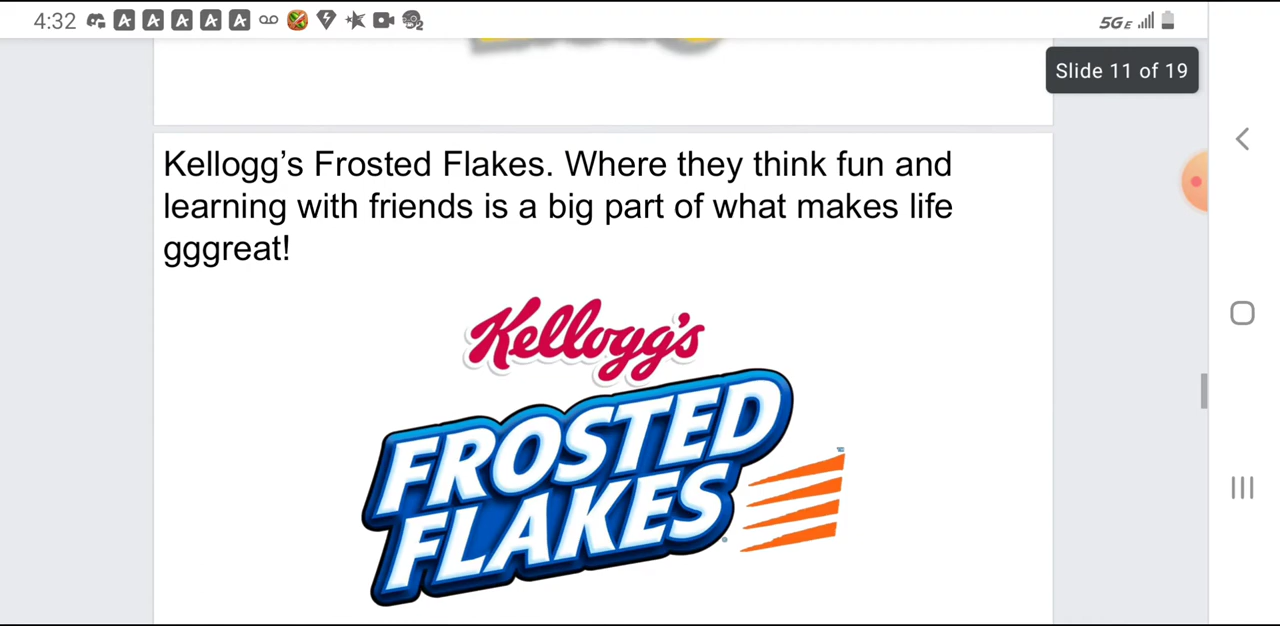 4:32
5GE
Slide 11 of 19
Kellogg’s Frosted Flakes. Where they think fun and
learning with friends is a big part of what makes life
gggreat!
Kellogg's
FROSTED
FLAKES